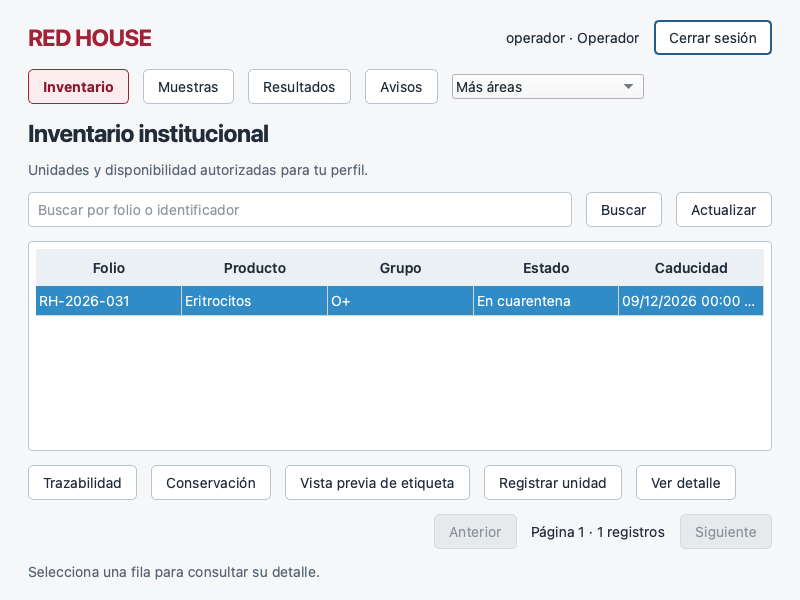 RED HOUSE
operador · Operador
Cerrar sesión
Inventario
Muestras
Resultados
Avisos
Más áreas
Inventario institucional
Unidades y disponibilidad autorizadas para tu perfil.
Buscar por folio o identificador
Buscar
Actualizar
Folio Producto Grupo Estado Caducidad
RH-2026-031 Eritrocitos O+ En cuarentena 09/12/2026 00:00 ...
Trazabilidad
Conservación
Vista previa de etiqueta
Registrar unidad
Ver detalle
Anterior
Página 1 · 1 registros
Siguiente
Selecciona una fila para consultar su detalle.